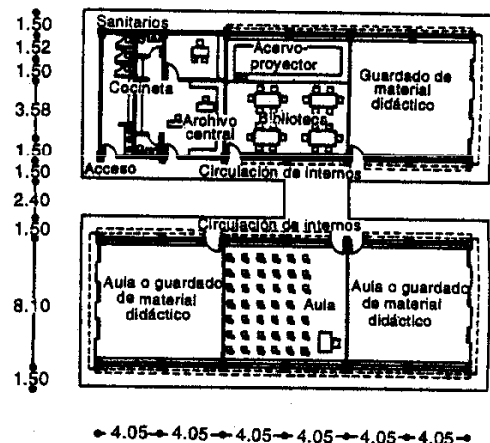 1.50
1.52
1.50
3.58
1.50
1.50
2.40
1.50
8.10
1.50
Sanitarios
Cocineta
Acervo
proyector
Guardado de
material
didáctico
Archivo
central
Biblioteca
Acceso
Circulación de internos
Circulación de internos
Aula o guardado
de material
didáctico
Aula
Aula o guardado
de material
didáctico
4.05 4.05 4.05 4.05 4.05 4.05